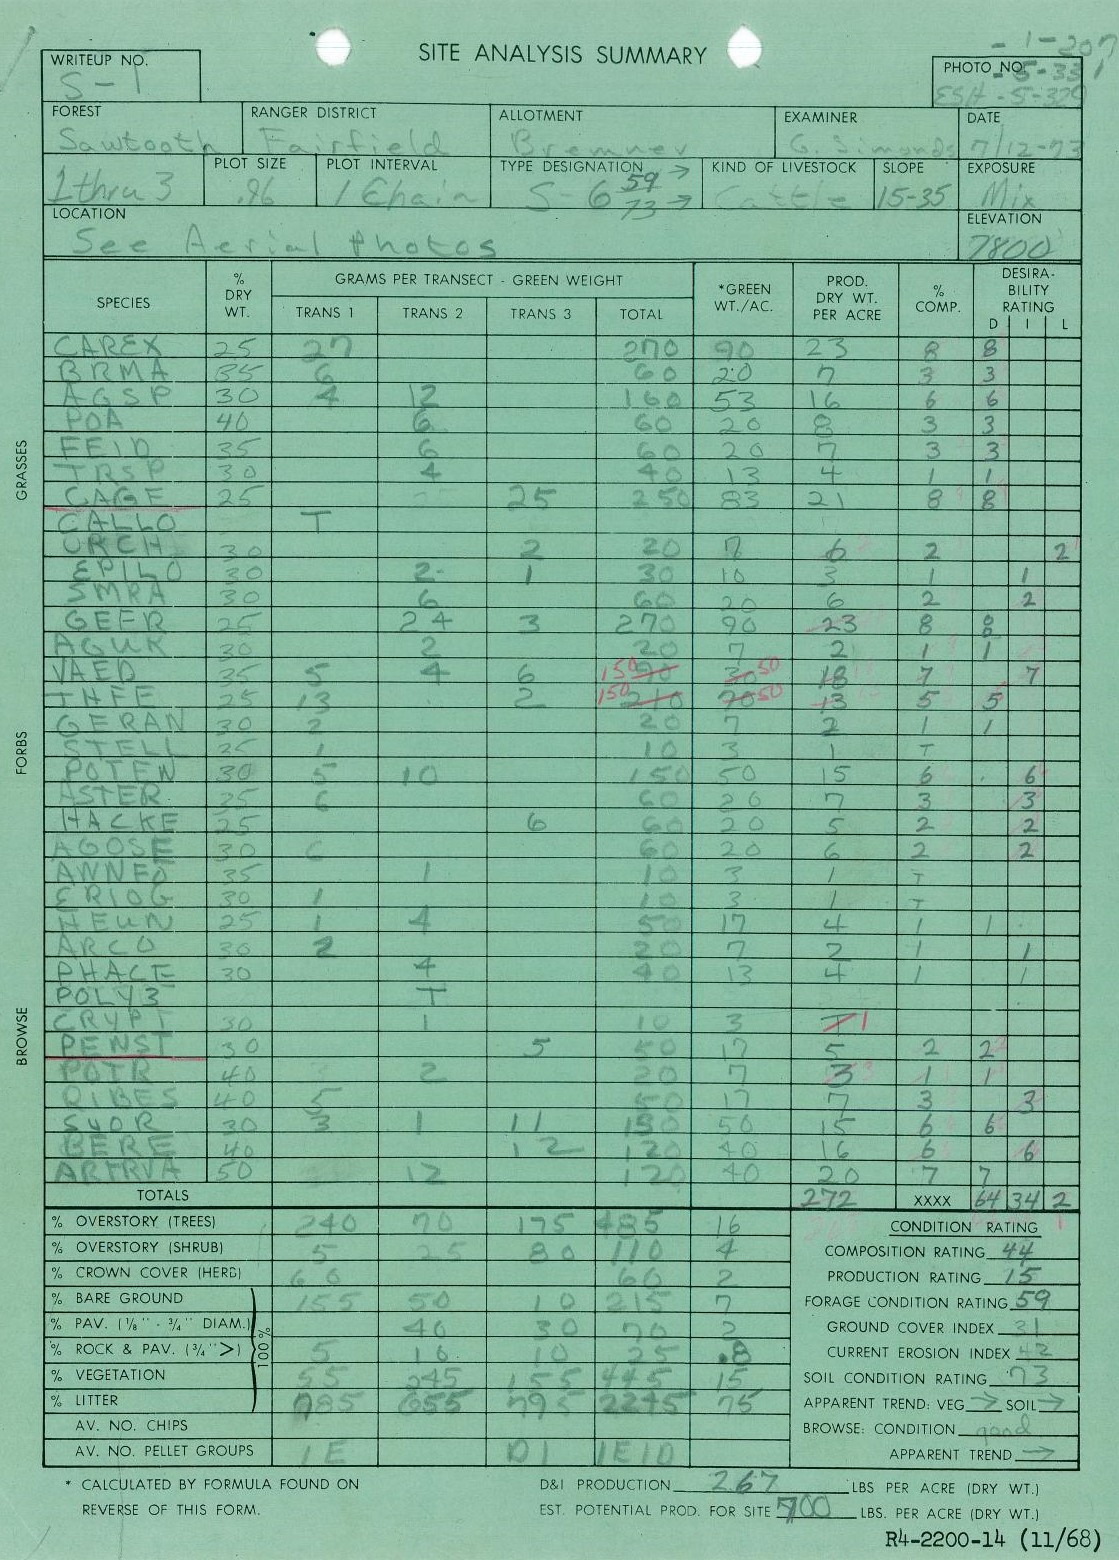 - 1 - 207
SITE ANALYSIS SUMMARY
WRITEUP NO. S-1
PHOTO NO. - 5-331
ESH - 5-329
FOREST Sawtooth RANGER DISTRICT Fairfield ALLOTMENT Bremner EXAMINER G. Simonds DATE 7/12-73
1 thru 3 PLOT SIZE .96 PLOT INTERVAL 1 Chain TYPE DESIGNATION S-6 59/73 → → KIND OF LIVESTOCK Cattle SLOPE 15-35 EXPOSURE Mix
LOCATION See Aerial Photos ELEVATION 7800'
SPECIES % DRY WT. GRAMS PER TRANSECT - GREEN WEIGHT *GREEN WT./AC. PROD. DRY WT. PER ACRE % COMP. DESIRA- BILITY RATING
TRANS 1 TRANS 2 TRANS 3 TOTAL D I L
GRASSES
CAREX 25 27 270 90 23 8 8
BRMA 35 6 60 20 7 3 3
AGSP 30 4 12 160 53 16 6 6
POA 40 6 60 20 8 3 3
FEID 35 6 60 20 7 3 3
TRSP 30 4 40 13 4 1 1
CAGE 25 25 250 83 21 8 8
FORBS
CALLO T
ORCH 30 2 20 7 6 2 2
EPILO 30 2 1 30 10 3 1 1
SMRA 30 6 60 20 6 2 2
GEER 25 24 3 270 90 23 8 8
AGUR 30 2 20 7 2 1 1
VAED 35 5 4 6 150 50 18 7 7
THFE 25 13 2 150 210 70 50 13 5 5
GERAN 30 2 20 7 2 1 1
STELL 25 1 10 3 1 T
POTEN 30 5 10 150 50 15 6 6
ASTER 35 6 60 20 7 3 3
HACKE 25 6 60 20 5 2 2
AGOSE 30 6 60 20 6 2 2
ANNED 35 1 10 3 1 T
ERIOG 30 1 10 3 1 T
HEUN 25 1 4 50 17 4 1 1
ARCO 30 2 20 7 2 1 1
PHACE 30 4 40 13 4 1 1
POLY3 T
CRYPT 30 1 10 3 T 1
PENST 30 5 50 17 5 2 2
BROWSE
POTR 40 2 20 7 3 1 1
RIBES 40 5 50 17 7 3 3
SYOR 30 3 1 11 150 50 15 6 6
BERE 40 12 120 40 16 6 6
ARTRVA 50 12 120 40 20 7 7
TOTALS 272 XXXX 64 34 2
% OVERSTORY (TREES) 240 70 175 485 16
% OVERSTORY (SHRUB) 5 25 80 110 4
% CROWN COVER (HERB) 60 60 2
% BARE GROUND 155 50 10 215 7
% PAV. (⅛" - ¾" DIAM.) 40 30 70 2
% ROCK & PAV. (¾" >) 5 10 10 25 .8
% VEGETATION 55 245 155 445 15
% LITTER 785 655 795 2245 75
100%
AV. NO. CHIPS
AV. NO. PELLET GROUPS 1E D1 1E1D
CONDITION RATING
COMPOSITION RATING 44
PRODUCTION RATING 15
FORAGE CONDITION RATING 59
GROUND COVER INDEX 31
CURRENT EROSION INDEX 42
SOIL CONDITION RATING 73
APPARENT TREND: VEG → SOIL →
BROWSE: CONDITION good
APPARENT TREND →
* CALCULATED BY FORMULA FOUND ON REVERSE OF THIS FORM.
D&I PRODUCTION 267 LBS PER ACRE (DRY WT.)
EST. POTENTIAL PROD. FOR SITE 700 LBS. PER ACRE (DRY WT.)
R4-2200-14 (11/68)